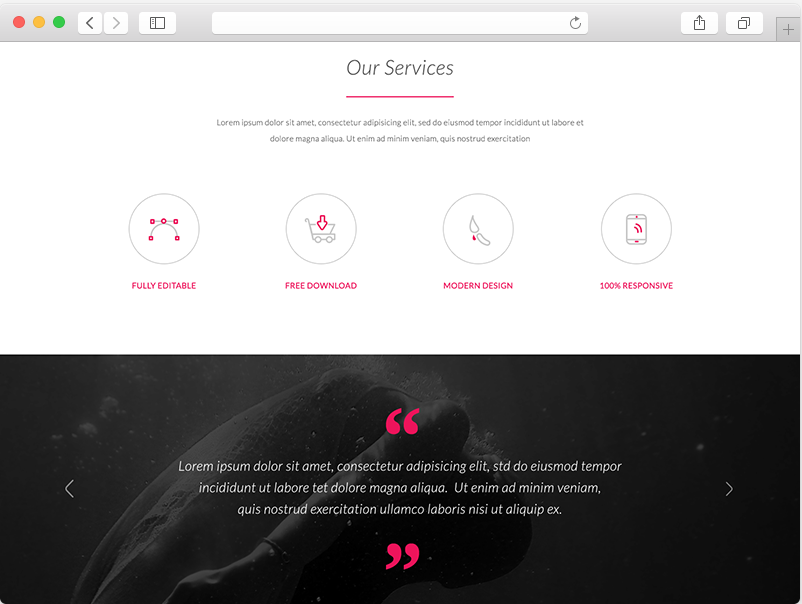 Our Services
Lorem ipsum dolor sit amet, consectetur adipisicing elit, sed do eiusmod tempor incididunt ut labore et
dolore magna aliqua. Ut enim ad minim veniam, quis nostrud exercitation
FULLY EDITABLE
FREE DOWNLOAD
MODERN DESIGN
100% RESPONSIVE
“
Lorem ipsum dolor sit amet, consectetur adipisicing elit, std do eiusmod tempor
incididunt ut labore tet dolore magna aliqua.  Ut enim ad minim veniam,
quis nostrud exercitation ullamco laboris nisi ut aliquip ex.
”